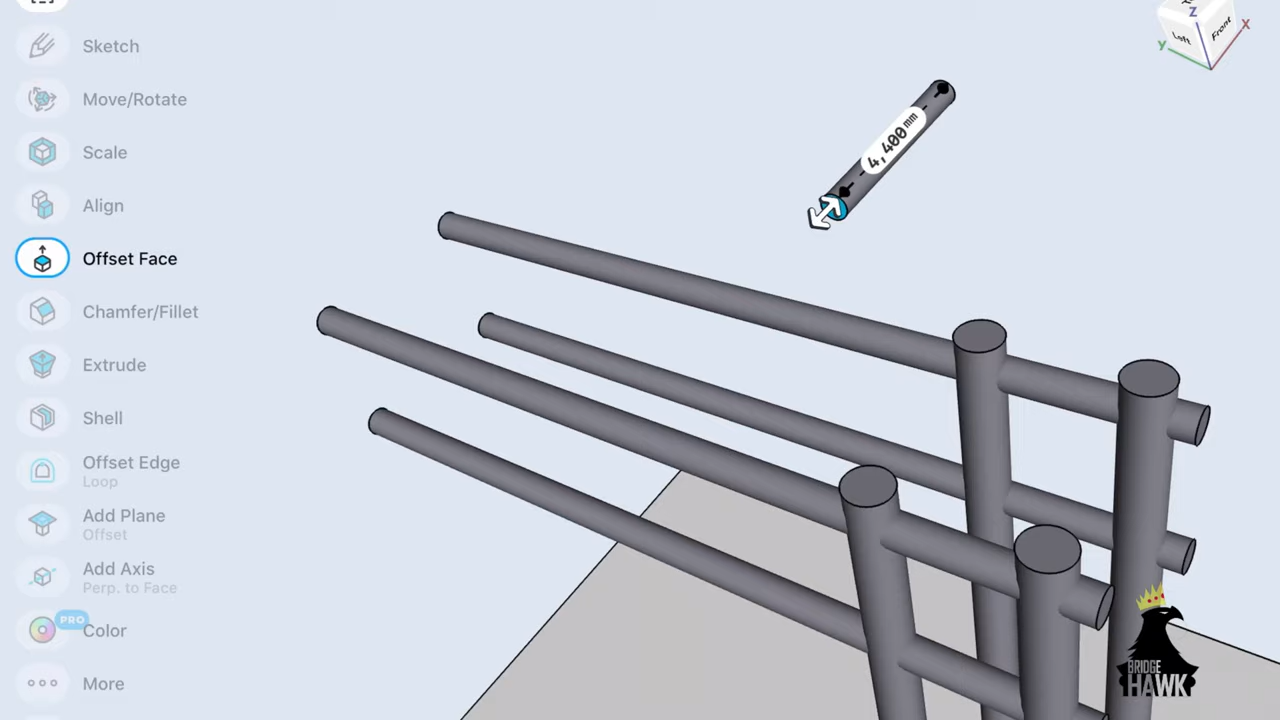 Sketch
Move/Rotate
Scale
Align
Offset Face
Chamfer/Fillet
Extrude
Shell
Offset Edge
Loop
Add Plane
Offset
Add Axis
Perp. to Face
PRO
Color
More
4,400 mm
Z
X
Y
Left
Front
BRIDGE
HAWK